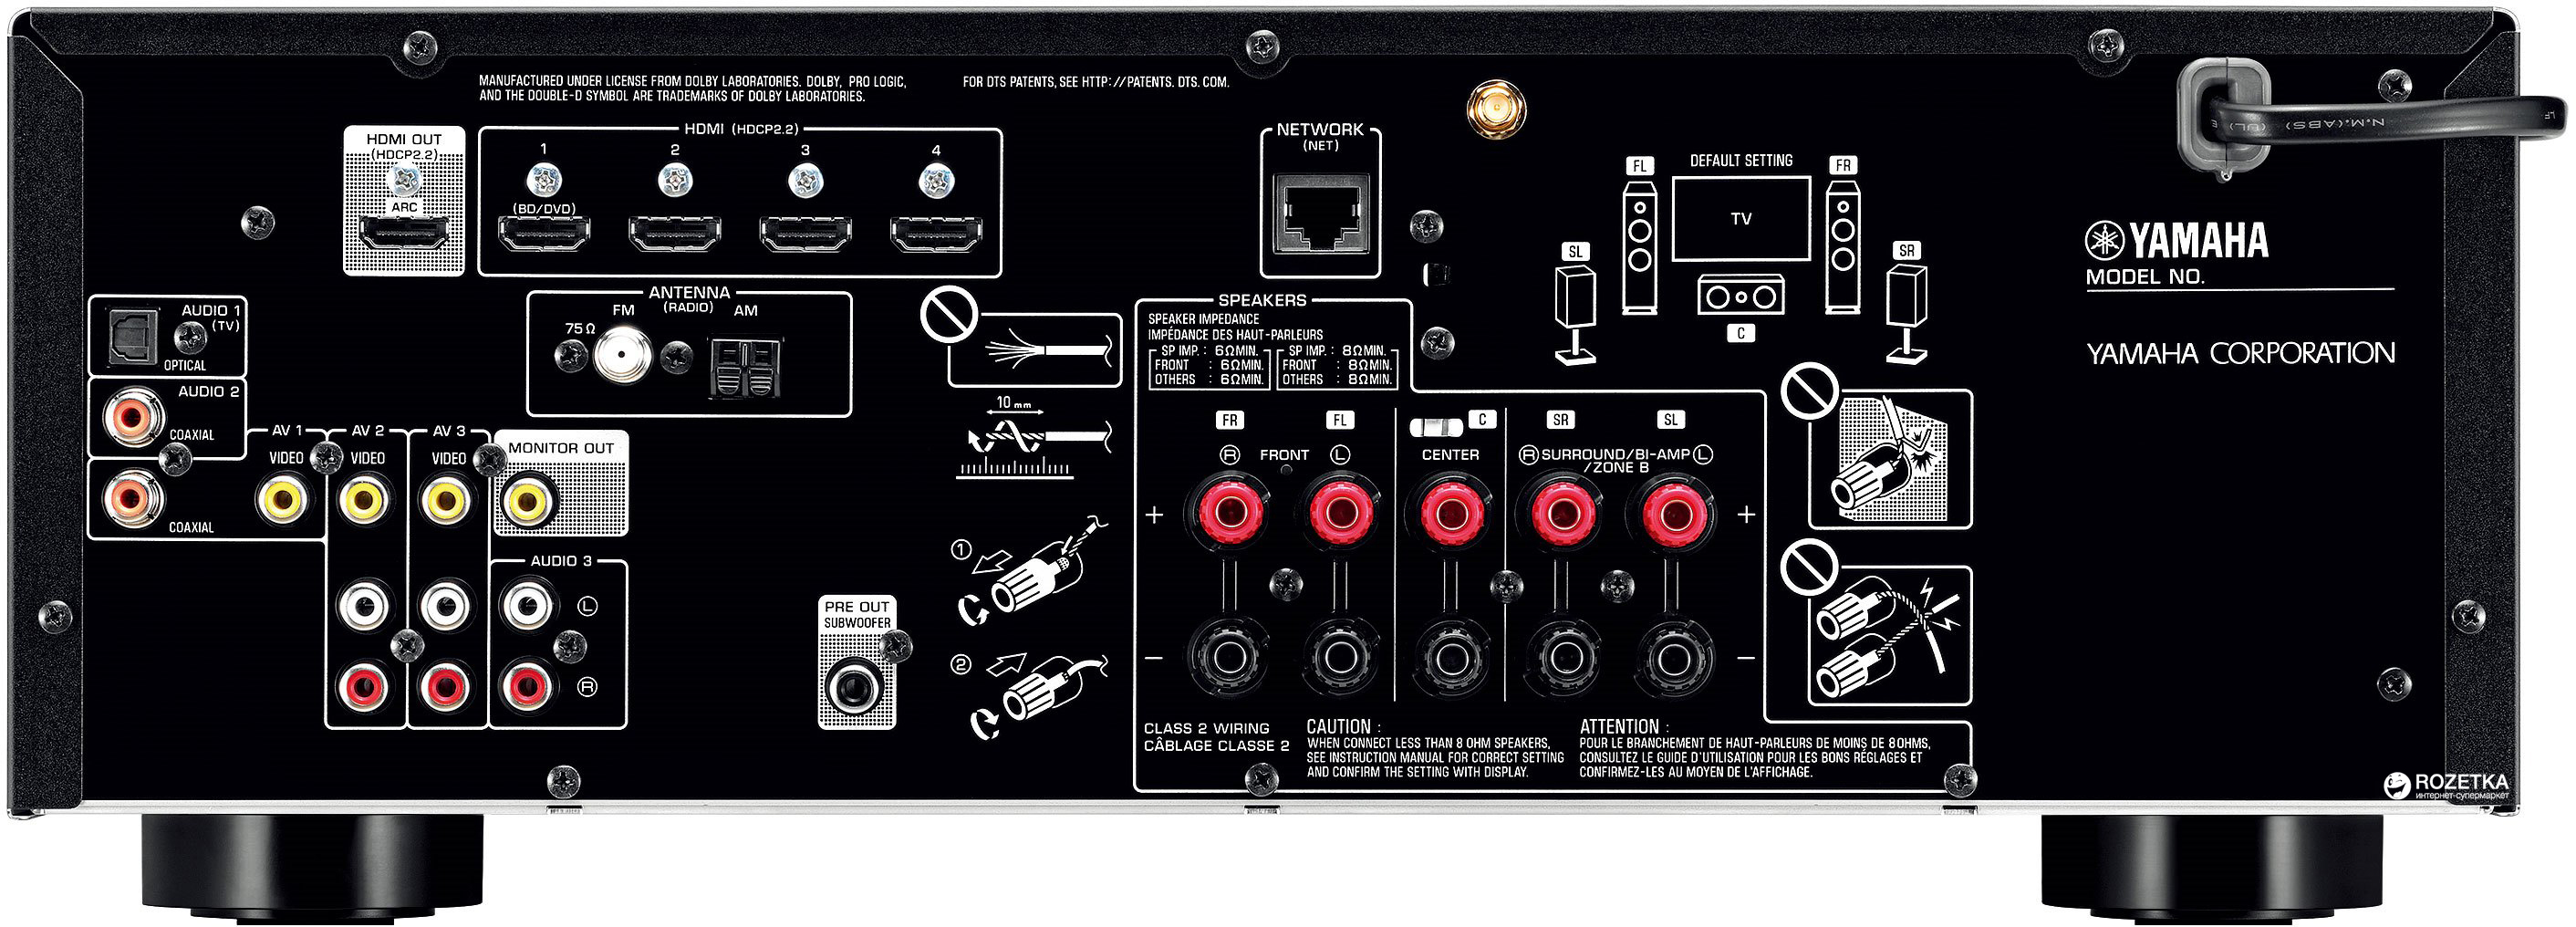 MANUFACTURED UNDER LICENSE FROM DOLBY LABORATORIES. DOLBY, PRO LOGIC,
AND THE DOUBLE-D SYMBOL ARE TRADEMARKS OF DOLBY LABORATORIES.
FOR DTS PATENTS, SEE HTTP://PATENTS. DTS. COM.
HDMI OUT
(HDCP2.2)
ARC
HDMI (HDCP2.2)
1
2
3
4
(BD/DVD)
NETWORK
(NET)
DEFAULT SETTING
FL
FR
TV
SL
SR
C
N.M.(ABS)
(UL)
YAMAHA
MODEL NO.
YAMAHA CORPORATION
AUDIO 1
(TV)
OPTICAL
AUDIO 2
COAXIAL
COAXIAL
AV 1
AV 2
AV 3
VIDEO
VIDEO
VIDEO
MONITOR OUT
AUDIO 3
L
R
ANTENNA
(RADIO)
FM
AM
75Ω
PRE OUT
SUBWOOFER
10 mm
1
2
SPEAKERS
SPEAKER IMPEDANCE
IMPÉDANCE DES HAUT-PARLEURS
SP IMP. : 6ΩMIN.
FRONT : 6ΩMIN.
OTHERS : 6ΩMIN.
SP IMP. : 8ΩMIN.
FRONT : 8ΩMIN.
OTHERS : 8ΩMIN.
FR
FL
C
SR
SL
R FRONT L
CENTER
R SURROUND/BI-AMP L
/ZONE B
+
+
−
−
CLASS 2 WIRING
CÂBLAGE CLASSE 2
CAUTION :
WHEN CONNECT LESS THAN 8 OHM SPEAKERS,
SEE INSTRUCTION MANUAL FOR CORRECT SETTING
AND CONFIRM THE SETTING WITH DISPLAY.
ATTENTION :
POUR LE BRANCHEMENT DE HAUT-PARLEURS DE MOINS DE 8OHMS,
CONSULTEZ LE GUIDE D'UTILISATION POUR LES BONS RÉGLAGES ET
CONFIRMEZ-LES AU MOYEN DE L'AFFICHAGE.
ROZETKA
интернет-супермаркет